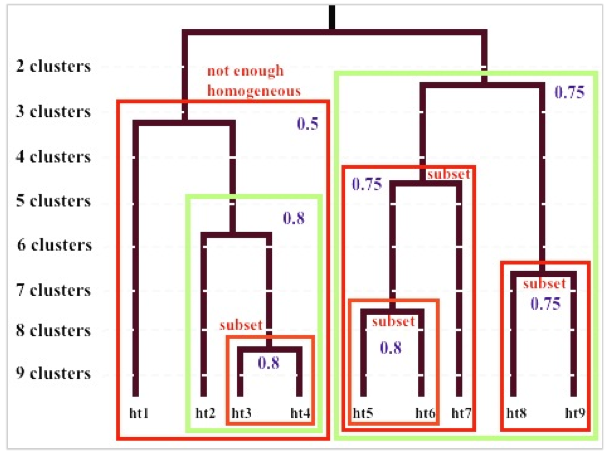 2 clusters
not enough
homogeneous
0.75
3 clusters
0.5
4 clusters
subset
0.75
5 clusters
0.8
6 clusters
7 clusters
subset
0.75
subset
8 clusters
subset
0.8
0.8
9 clusters
ht1 ht2 ht3 ht4 ht5 ht6 ht7 ht8 ht9